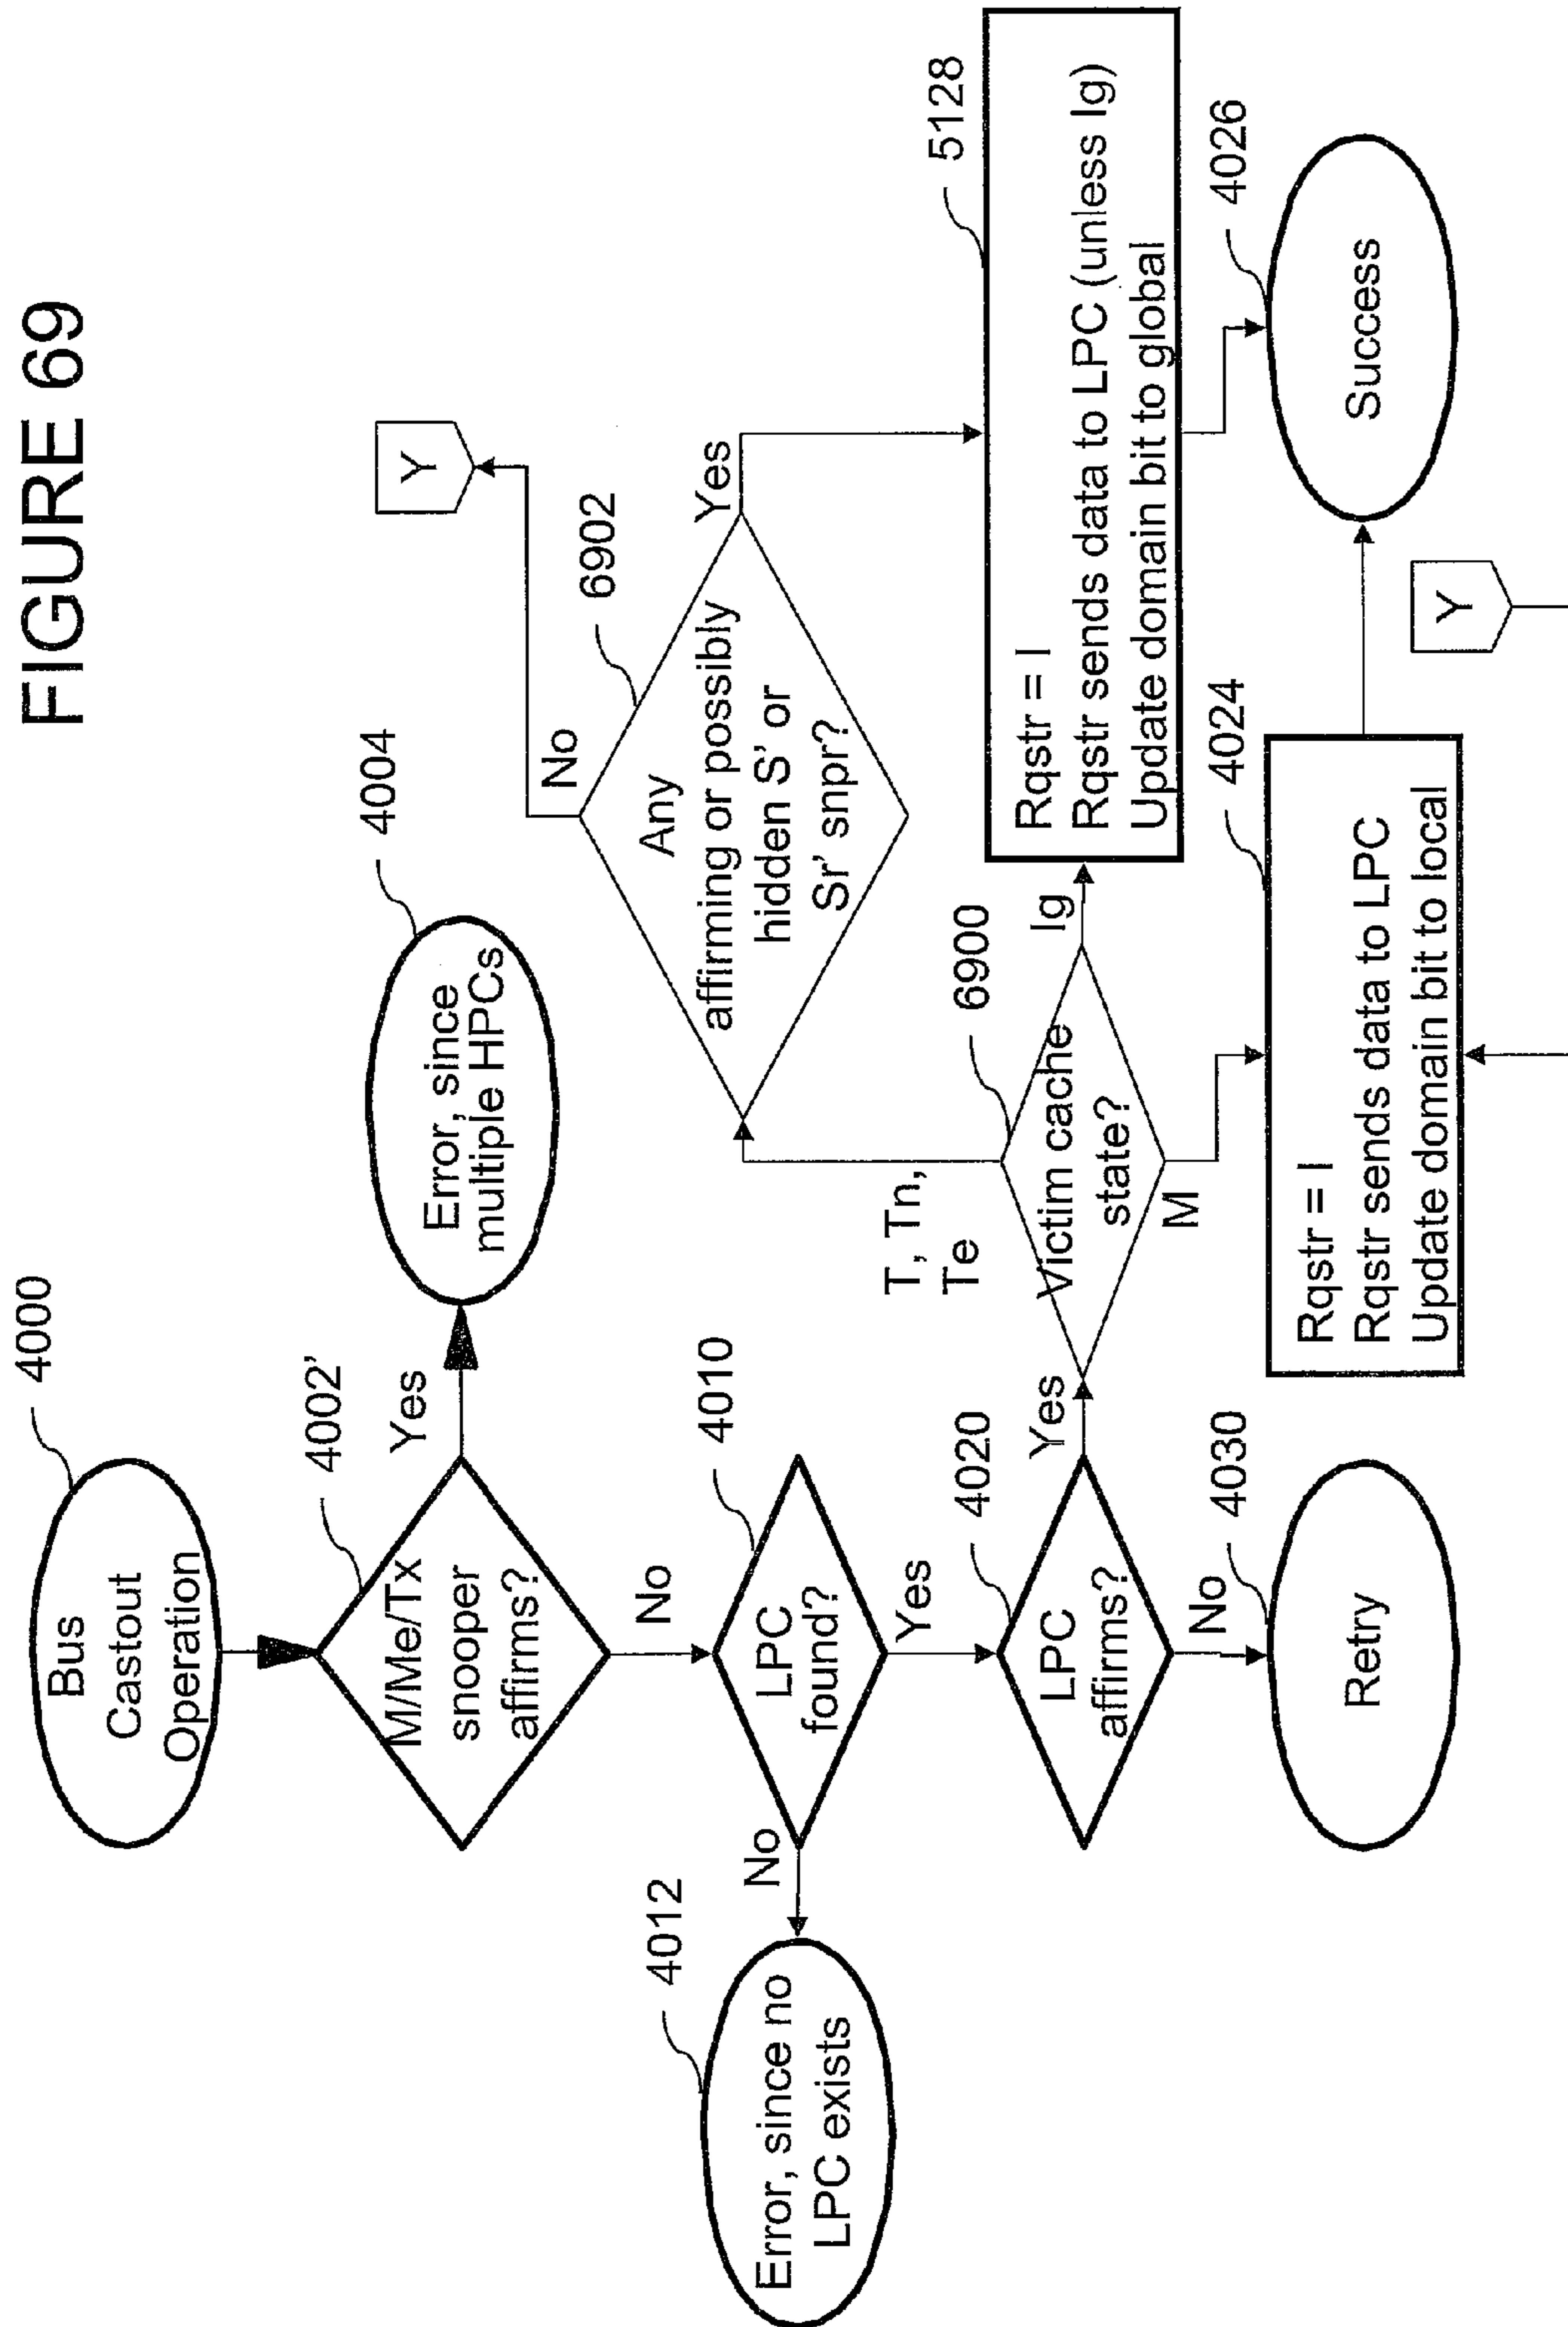 FIGURE 69
4000
Bus
Castout
Operation
4002'
M/Me/Tx
snooper
affirms?
Yes
4004
Error, since
multiple HPCs
No
4010
LPC
found?
No
4012
Error, since no
LPC exists
Yes
4020
LPC
affirms?
No
4030
Retry
Yes
6900
Victim cache
state?
T, Tn,
Te
Ig
M
6902
Any
affirming or possibly
hidden S' or
Sr' snpr?
No
Y
Yes
5128
Rqstr = I
Rqstr sends data to LPC (unless Ig)
Update domain bit to global
4024
Rqstr = I
Rqstr sends data to LPC
Update domain bit to local
4026
Success
Y